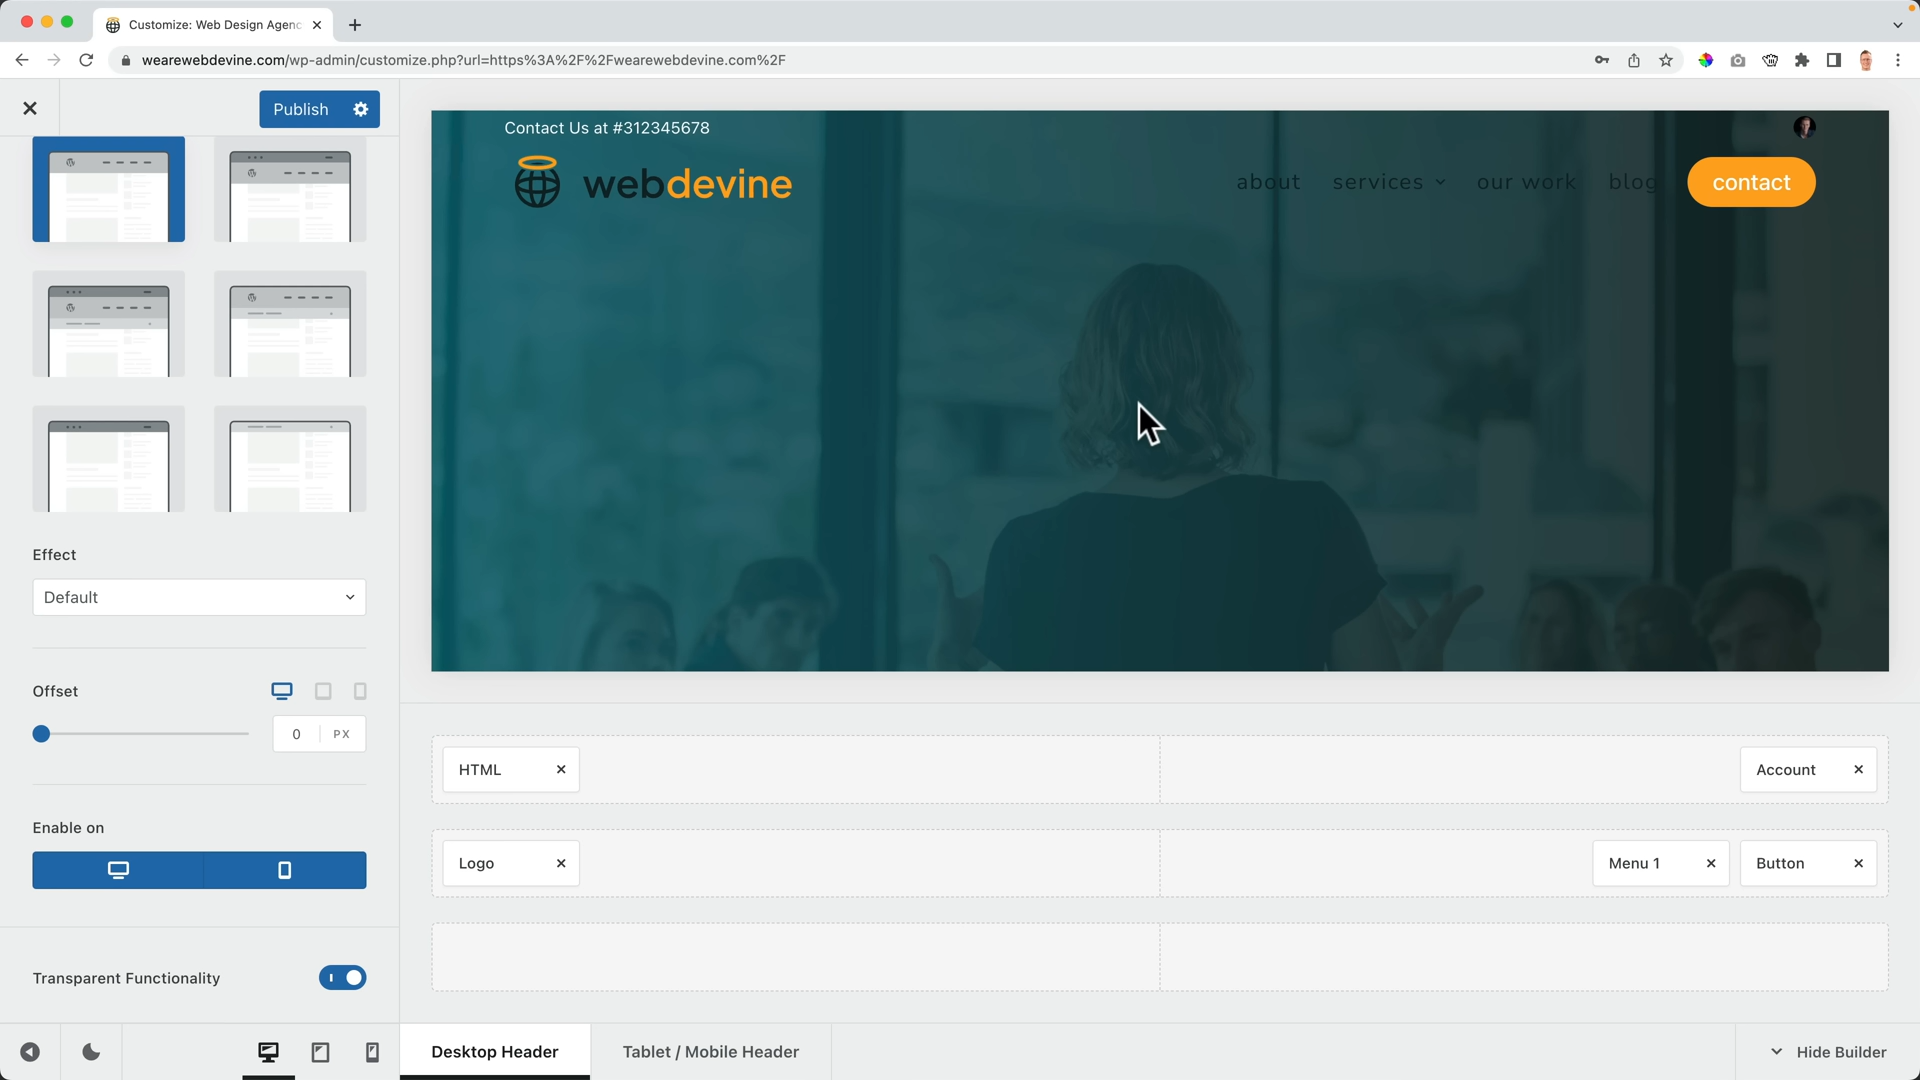 Customize: Web Design Agenc
wearewebdevine.com/wp-admin/customize.php?url=https%3A%2F%2Fwearewebdevine.com%2F
Publish
Contact Us at #312345678
webdevine
about services our work blog contact
Effect
Default
Offset
0 PX
Enable on
Transparent Functionality
HTML
Account
Logo
Menu 1
Button
Desktop Header
Tablet / Mobile Header
Hide Builder